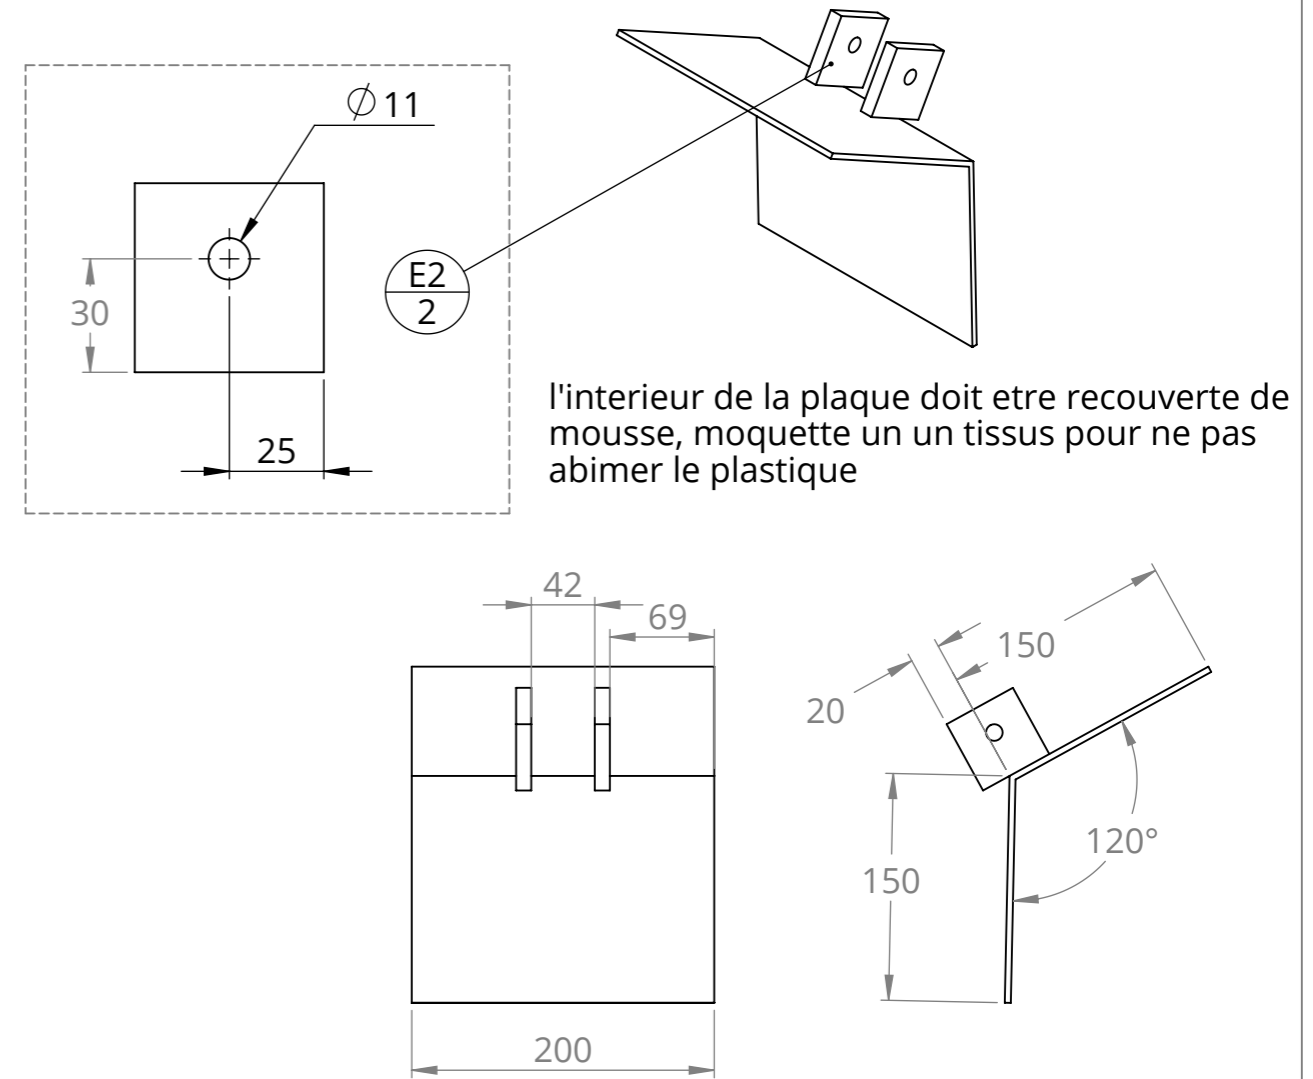 ⌀ 11
E2
2
30
25
l'interieur de la plaque doit etre recouverte de
mousse, moquette un un tissus pour ne pas
abimer le plastique
42
69
150
20
120°
150
200